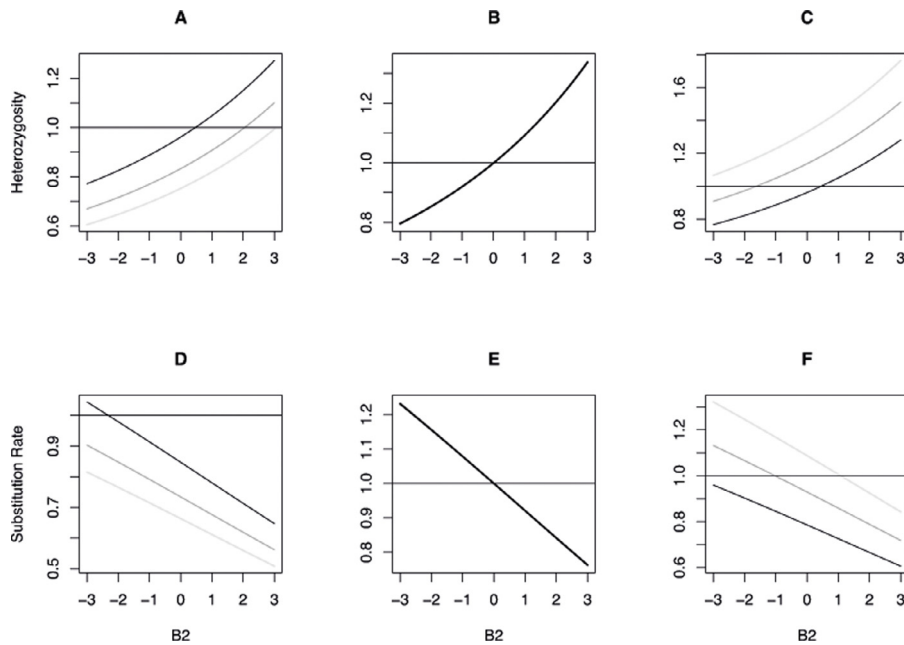 A
B
C
Heterozygosity
0.6 0.8 1.0 1.2
0.8 1.0 1.2
0.8 1.2 1.6
−3 −2 −1 0 1 2 3
−3 −2 −1 0 1 2 3
−3 −2 −1 0 1 2 3
D
E
F
Substitution Rate
0.5 0.7 0.9
0.8 0.9 1.0 1.1 1.2
0.6 0.8 1.0 1.2
−3 −2 −1 0 1 2 3
−3 −2 −1 0 1 2 3
−3 −2 −1 0 1 2 3
B2
B2
B2